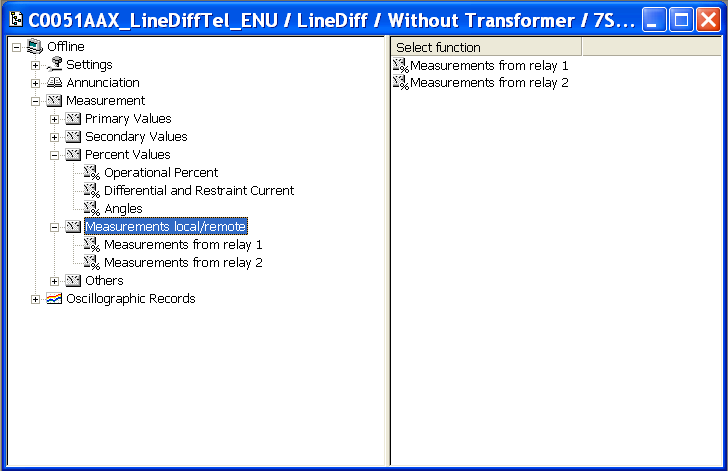 C0051AAX_LineDiffTel_ENU / LineDiff / Without Transformer / 7S...
Offline
Settings
Annunciation
Measurement
Primary Values
Secondary Values
Percent Values
Operational Percent
Differential and Restraint Current
Angles
Measurements local/remote
Measurements from relay 1
Measurements from relay 2
Others
Oscillographic Records
Select function
Measurements from relay 1
Measurements from relay 2